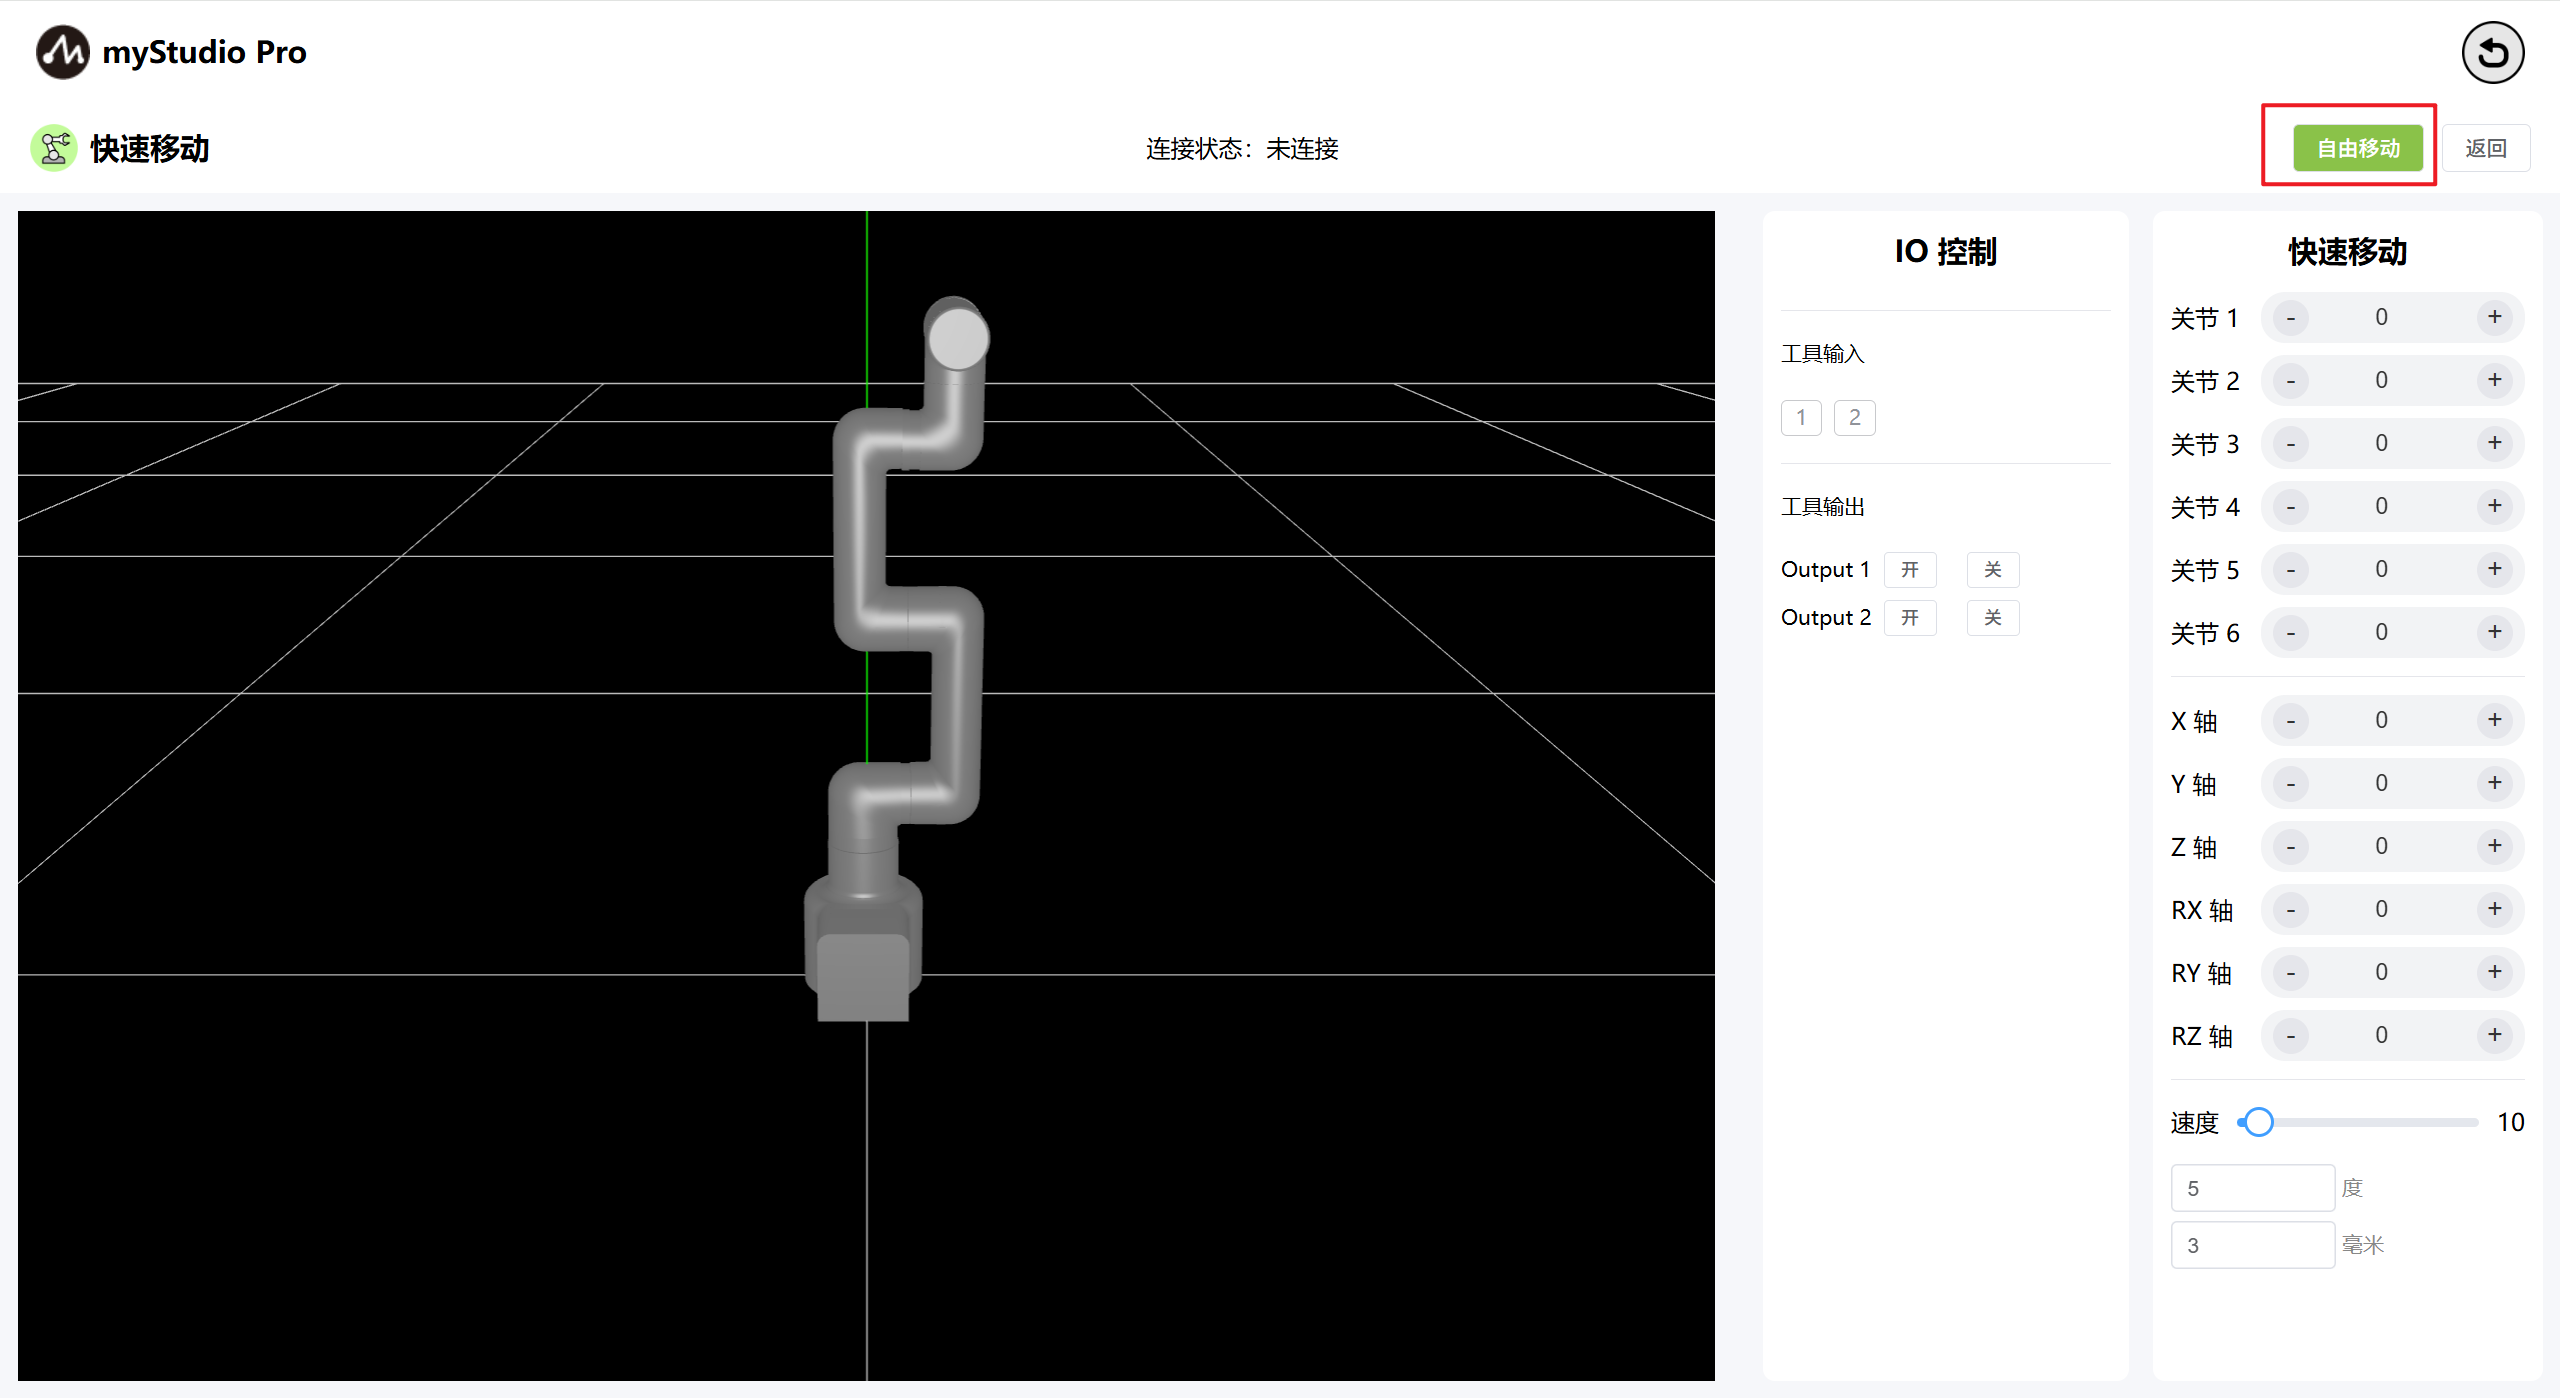 myStudio Pro
快速移动
连接状态：未连接
自由移动
返回
IO 控制
工具输入
1 2
工具输出
Output 1 开 关
Output 2 开 关
快速移动
关节 1 - 0 +
关节 2 - 0 +
关节 3 - 0 +
关节 4 - 0 +
关节 5 - 0 +
关节 6 - 0 +
X 轴 - 0 +
Y 轴 - 0 +
Z 轴 - 0 +
RX 轴 - 0 +
RY 轴 - 0 +
RZ 轴 - 0 +
速度 10
5 度
3 毫米